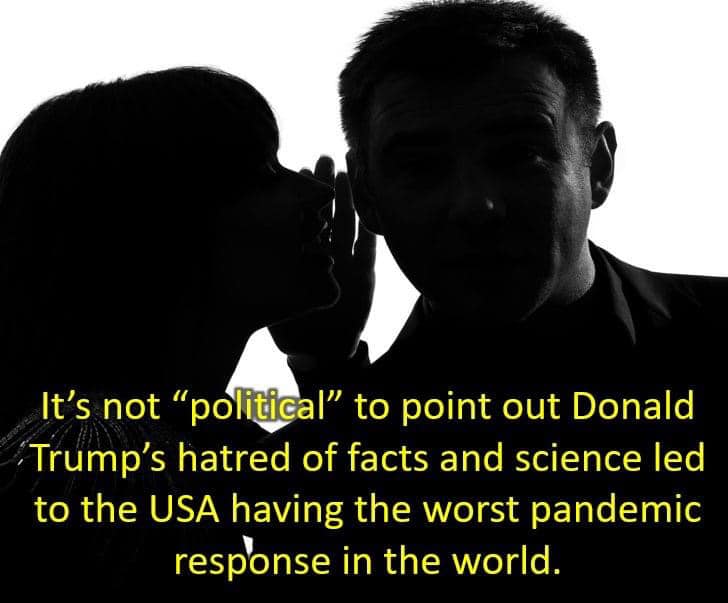 It’s not “political” to point out Donald
Trump’s hatred of facts and science led
to the USA having the worst pandemic
response in the world.